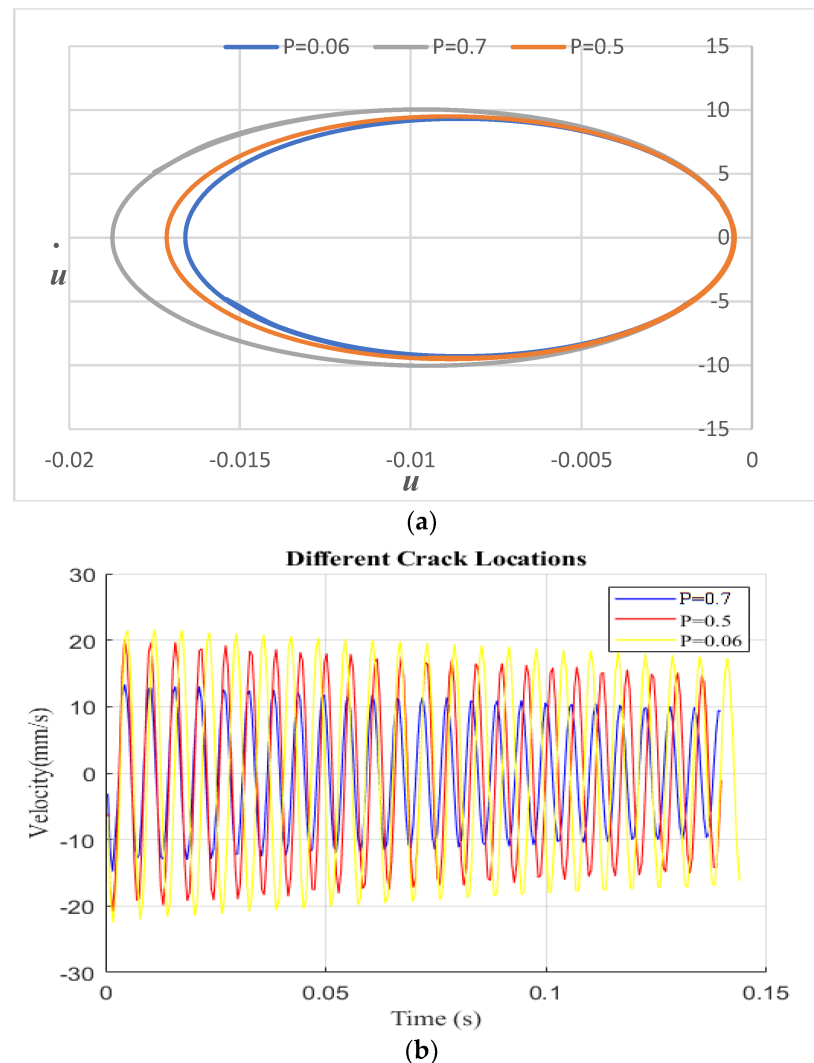 P=0.06 P=0.7 P=0.5
15
10
5
0
-5
-10
-15
u̇
-0.02 -0.015 -0.01 -0.005 0
u
(a)
Different Crack Locations
30
20
10
0
-10
-20
-30
Velocity(mm/s)
P=0.7
P=0.5
P=0.06
0 0.05 0.1 0.15
Time (s)
(b)